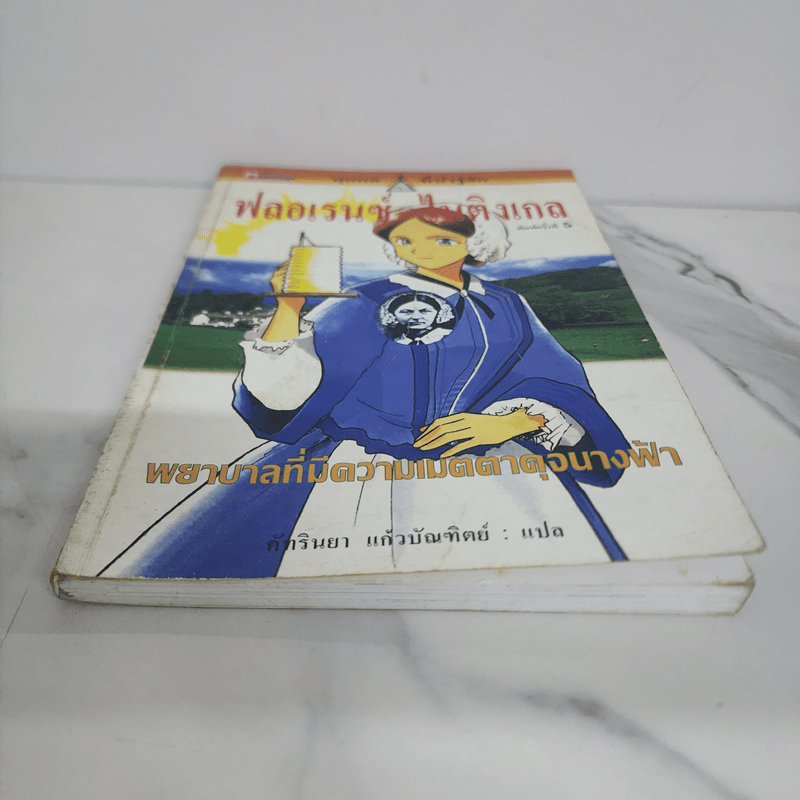 ฟลอเรนซ์ ไนติงเกล
พิมพ์ครั้งที่ 5
พยาบาลที่มีความเมตตาดุจนางฟ้า
คัทรินยา แก้วบัณฑิตย์ : แปล